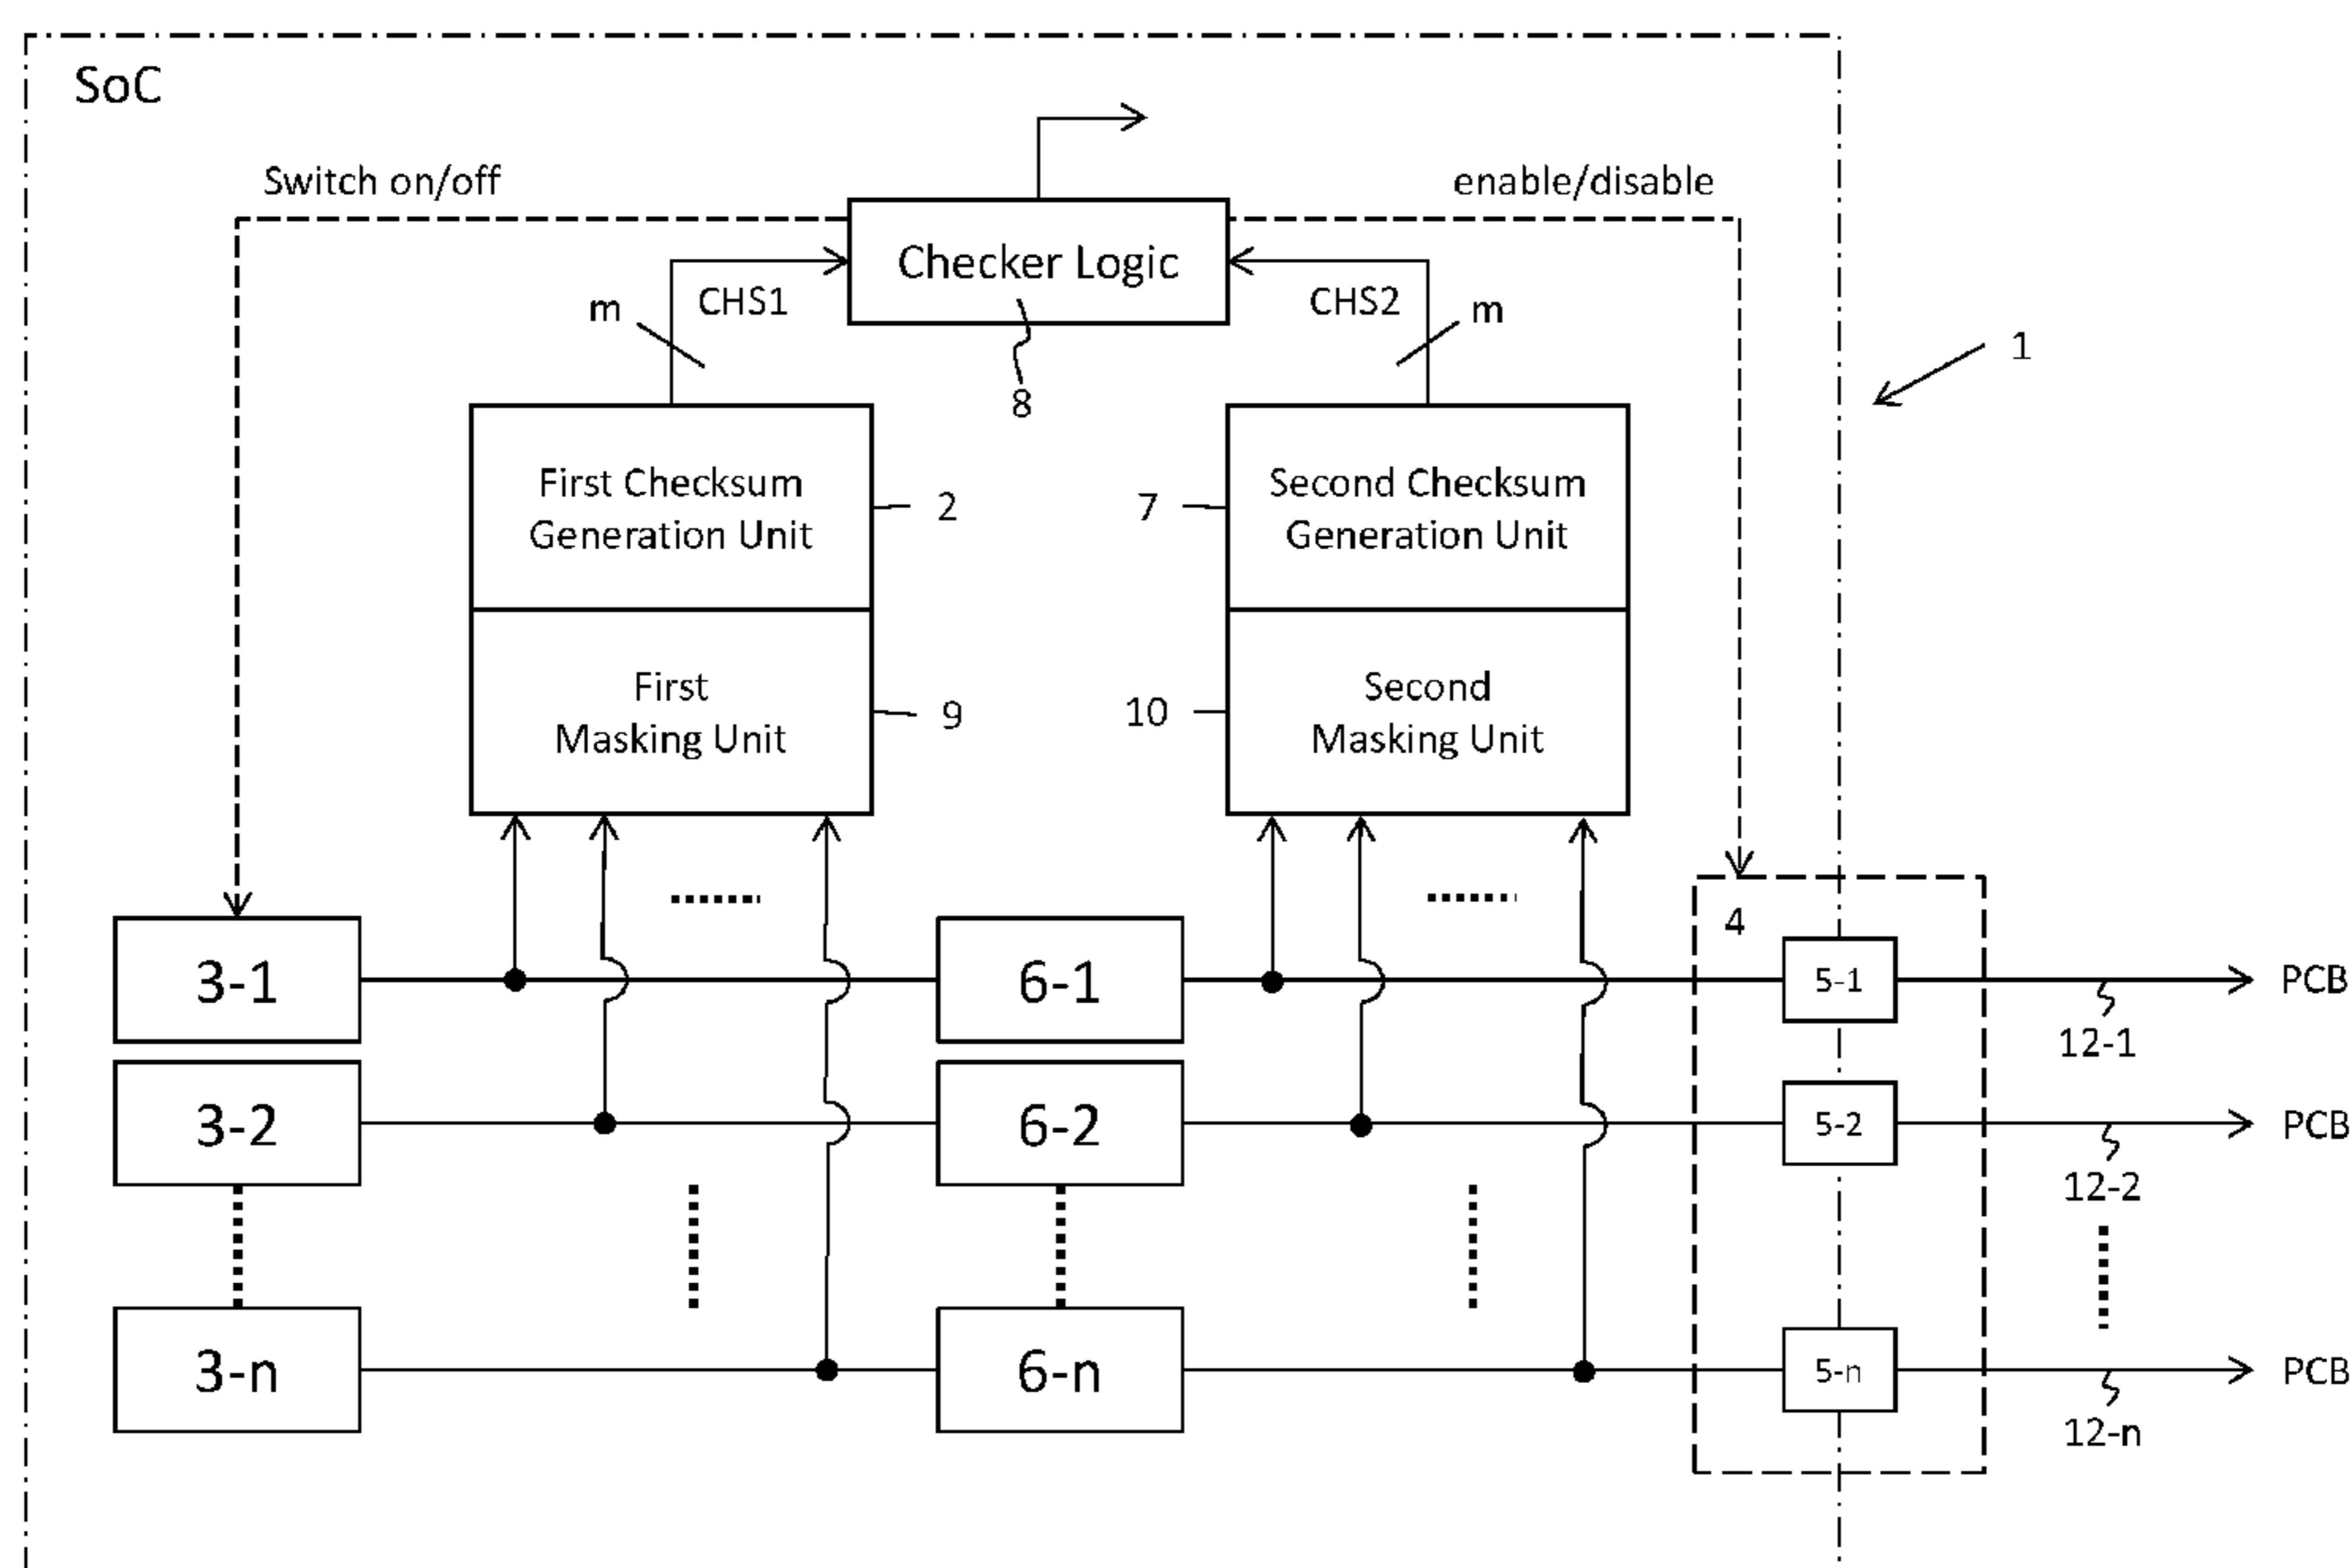 SoC
Switch on/off
enable/disable
Checker Logic
m
CHS1
CHS2
m
1
8
First Checksum
Generation Unit
2
7
Second Checksum
Generation Unit
First
Masking Unit
9
10
Second
Masking Unit
4
3-1
6-1
5-1
PCB
12-1
3-2
6-2
5-2
PCB
12-2
3-n
6-n
5-n
PCB
12-n